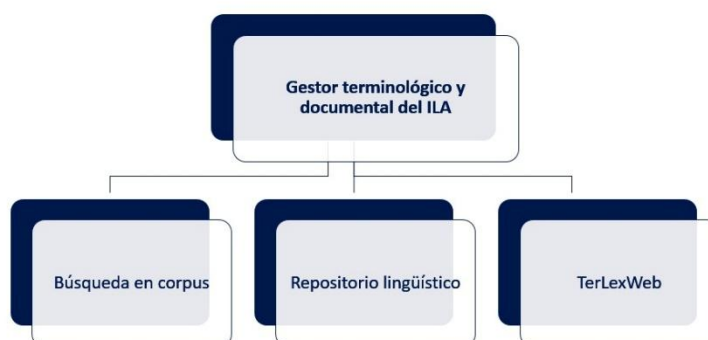 Gestor terminológico y
documental del ILA
Búsqueda en corpus
Repositorio lingüístico
TerLexWeb